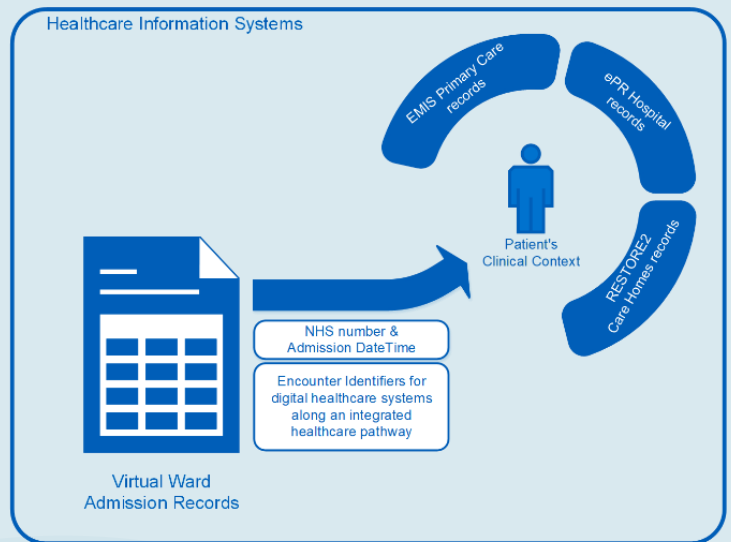 Healthcare Information Systems
EMIS Primary Care
records
ePR Hospital
records
RESTORE2
Care Homes records
Patient's
Clinical Context
NHS number &
Admission DateTime
Encounter Identifiers for
digital healthcare systems
along an integrated
healthcare pathway
Virtual Ward
Admission Records